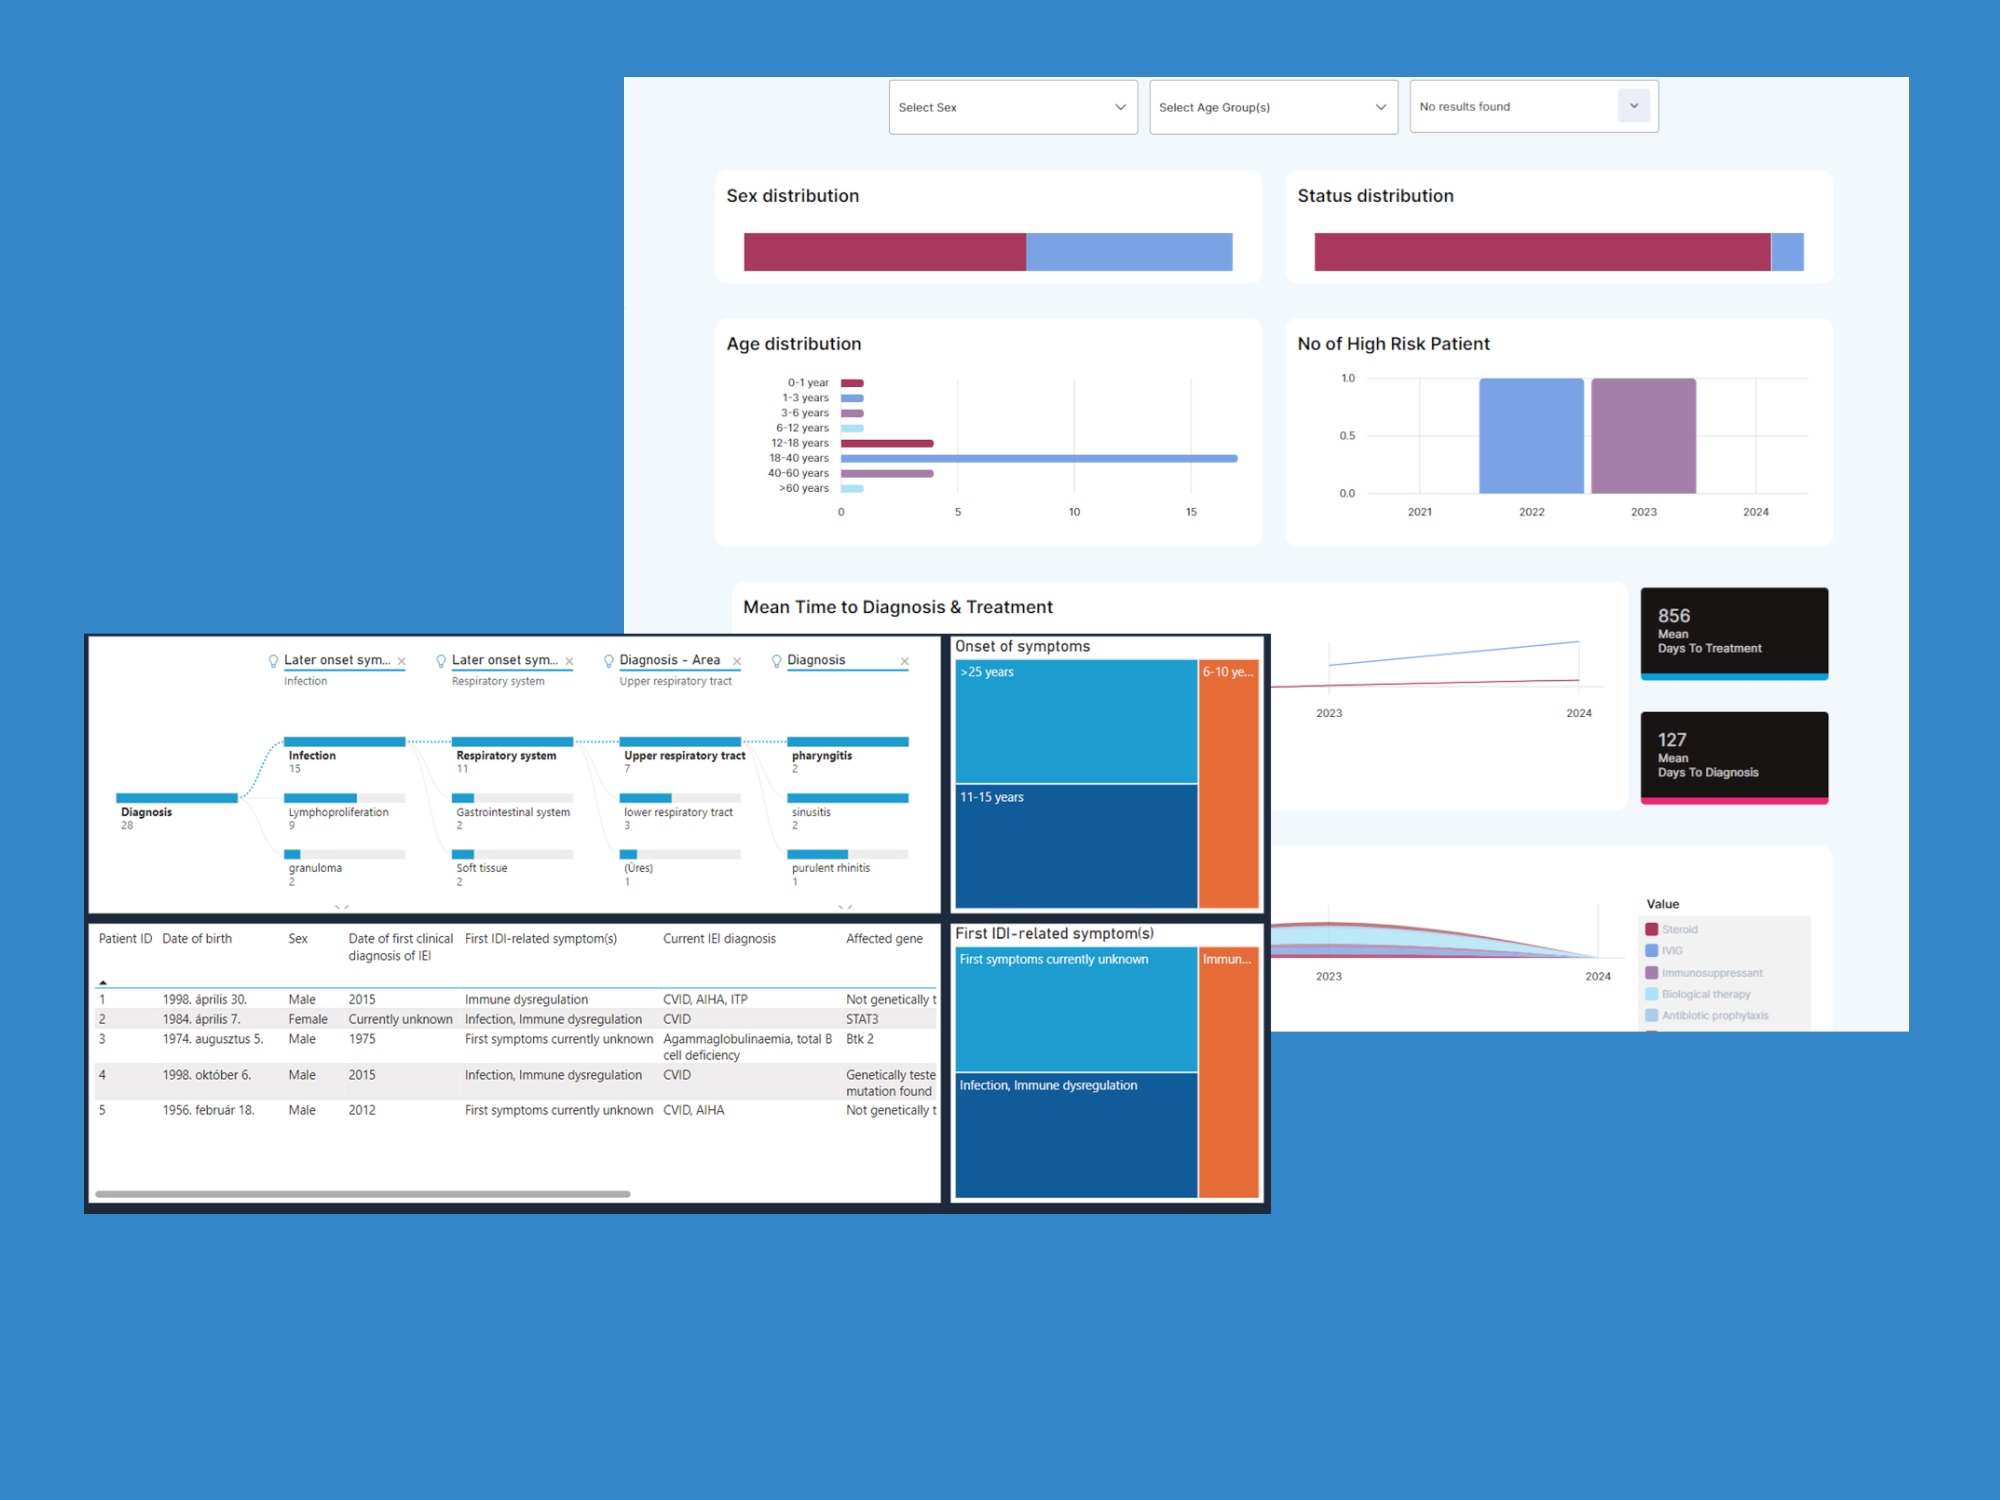 Select Sex
Select Age Group(s)
No results found
Sex distribution
Status distribution
Age distribution
0-1 year
1-3 years
3-6 years
6-12 years
12-18 years
18-40 years
40-60 years
>60 years
0 5 10 15
No of High Risk Patient
1.0
0.5
0.0
2021 2022 2023 2024
Mean Time to Diagnosis & Treatment
2023 2024
856
Mean
Days To Treatment
127
Mean
Days To Diagnosis
2023 2024
Value
Steroid
IVIG
Immunosuppressant
Biological therapy
Antibiotic prophylaxis
Later onset sym...
Infection
Later onset sym...
Respiratory system
Diagnosis - Area
Upper respiratory tract
Diagnosis
Diagnosis
28
Infection
15
Lymphoproliferation
9
granuloma
2
Respiratory system
11
Gastrointestinal system
2
Soft tissue
2
Upper respiratory tract
7
lower respiratory tract
3
(Üres)
1
pharyngitis
2
sinusitis
2
purulent rhinitis
1
Onset of symptoms
>25 years
11-15 years
6-10 ye...
Patient ID Date of birth Sex Date of first clinical First IDI-related symptom(s) Current IEI diagnosis Affected gene
diagnosis of IEI
1 1998. április 30. Male 2015 Immune dysregulation CVID, AIHA, ITP Not genetically t
2 1984. április 7. Female Currently unknown Infection, Immune dysregulation CVID STAT3
3 1974. augusztus 5. Male 1975 First symptoms currently unknown Agammaglobulinaemia, total B Btk 2
cell deficiency
4 1998. október 6. Male 2015 Infection, Immune dysregulation CVID Genetically teste
mutation found
5 1956. február 18. Male 2012 First symptoms currently unknown CVID, AIHA Not genetically t
First IDI-related symptom(s)
First symptoms currently unknown
Infection, Immune dysregulation
Immun...